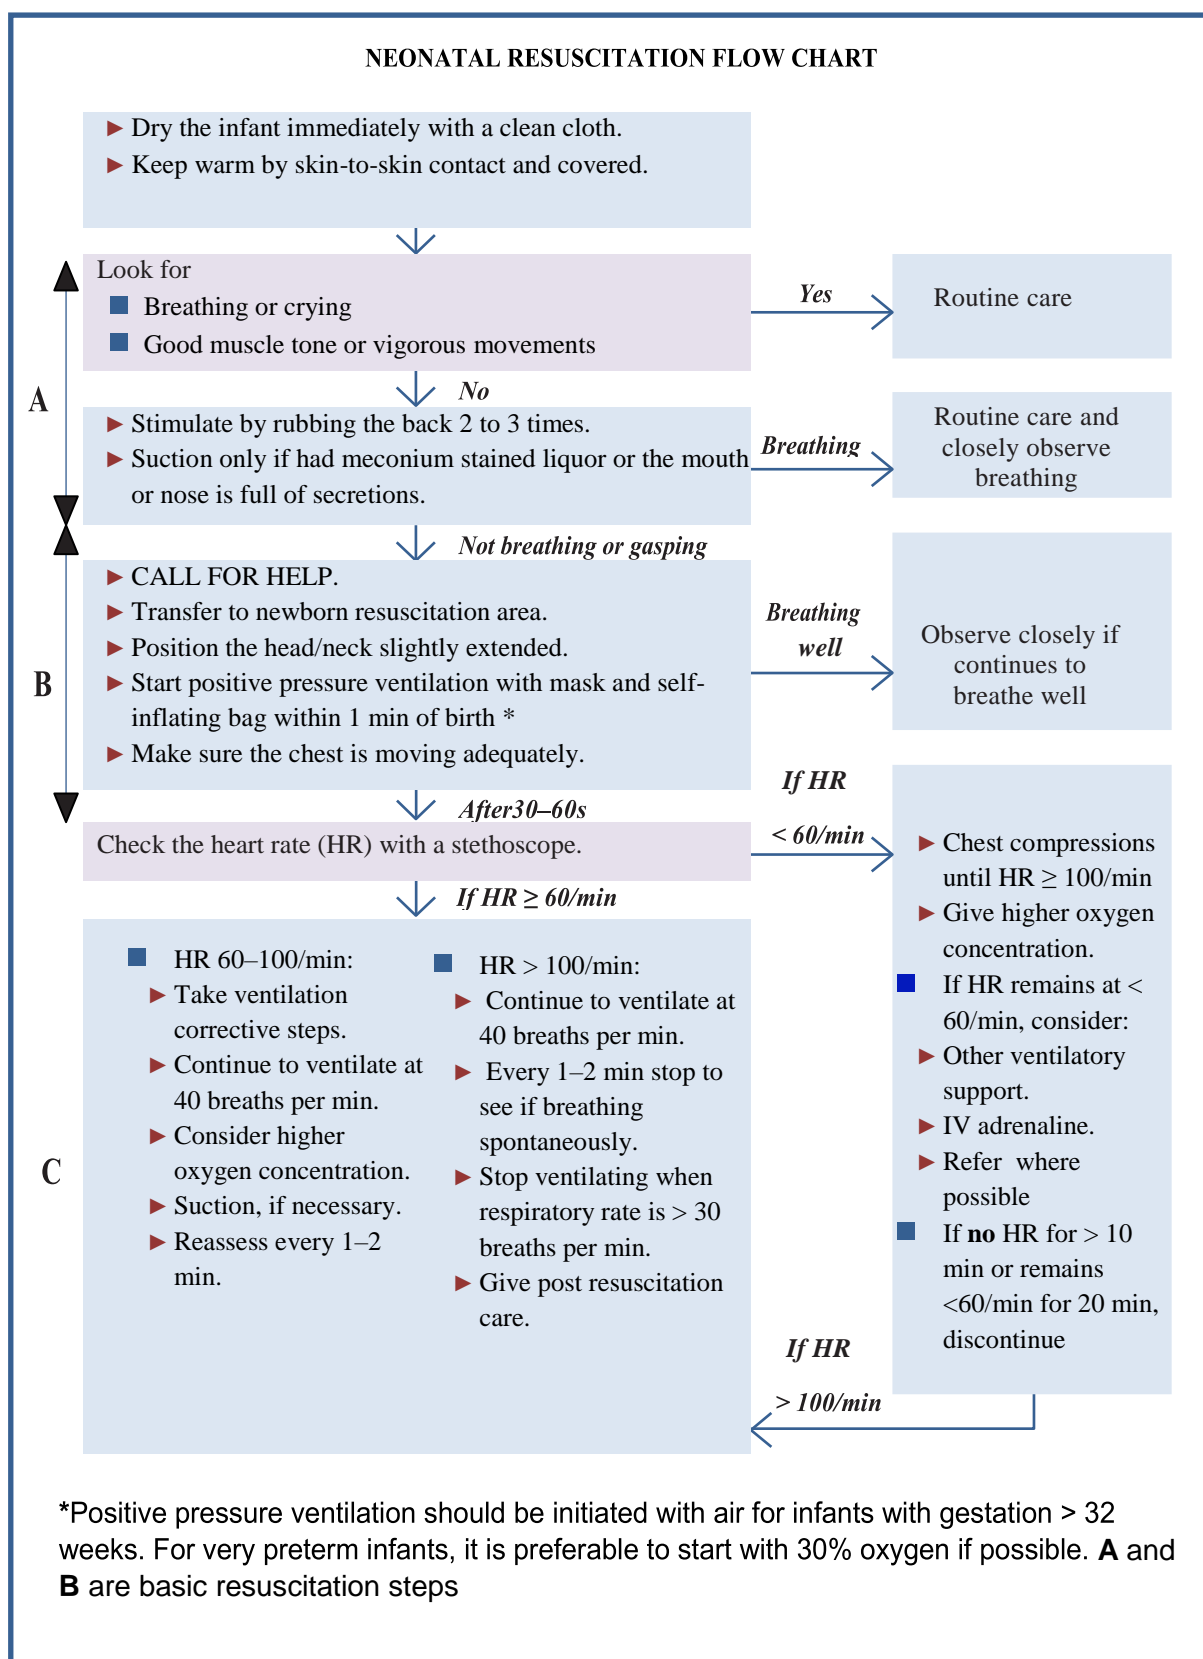 NEONATAL RESUSCITATION FLOW CHART
► Dry the infant immediately with a clean cloth.
► Keep warm by skin-to-skin contact and covered.
Look for
■ Breathing or crying
■ Good muscle tone or vigorous movements
Yes
Routine care
A
No
► Stimulate by rubbing the back 2 to 3 times.
► Suction only if had meconium stained liquor or the mouth
or nose is full of secretions.
Breathing
Routine care and
closely observe
breathing
Not breathing or gasping
B
► CALL FOR HELP.
► Transfer to newborn resuscitation area.
► Position the head/neck slightly extended.
► Start positive pressure ventilation with mask and self-
inflating bag within 1 min of birth *
► Make sure the chest is moving adequately.
Breathing
well
Observe closely if
continues to
breathe well
After30–60s
Check the heart rate (HR) with a stethoscope.
If HR
< 60/min
► Chest compressions
until HR ≥ 100/min
► Give higher oxygen
concentration.
■ If HR remains at <
60/min, consider:
► Other ventilatory
support.
► IV adrenaline.
► Refer where
possible
■ If no HR for > 10
min or remains
<60/min for 20 min,
discontinue
If HR ≥ 60/min
C
■ HR 60–100/min:
► Take ventilation
corrective steps.
► Continue to ventilate at
40 breaths per min.
► Consider higher
oxygen concentration.
► Suction, if necessary.
► Reassess every 1–2
min.
■ HR > 100/min:
► Continue to ventilate at
40 breaths per min.
► Every 1–2 min stop to
see if breathing
spontaneously.
► Stop ventilating when
respiratory rate is > 30
breaths per min.
► Give post resuscitation
care.
If HR
> 100/min
*Positive pressure ventilation should be initiated with air for infants with gestation > 32
weeks. For very preterm infants, it is preferable to start with 30% oxygen if possible. A and
B are basic resuscitation steps